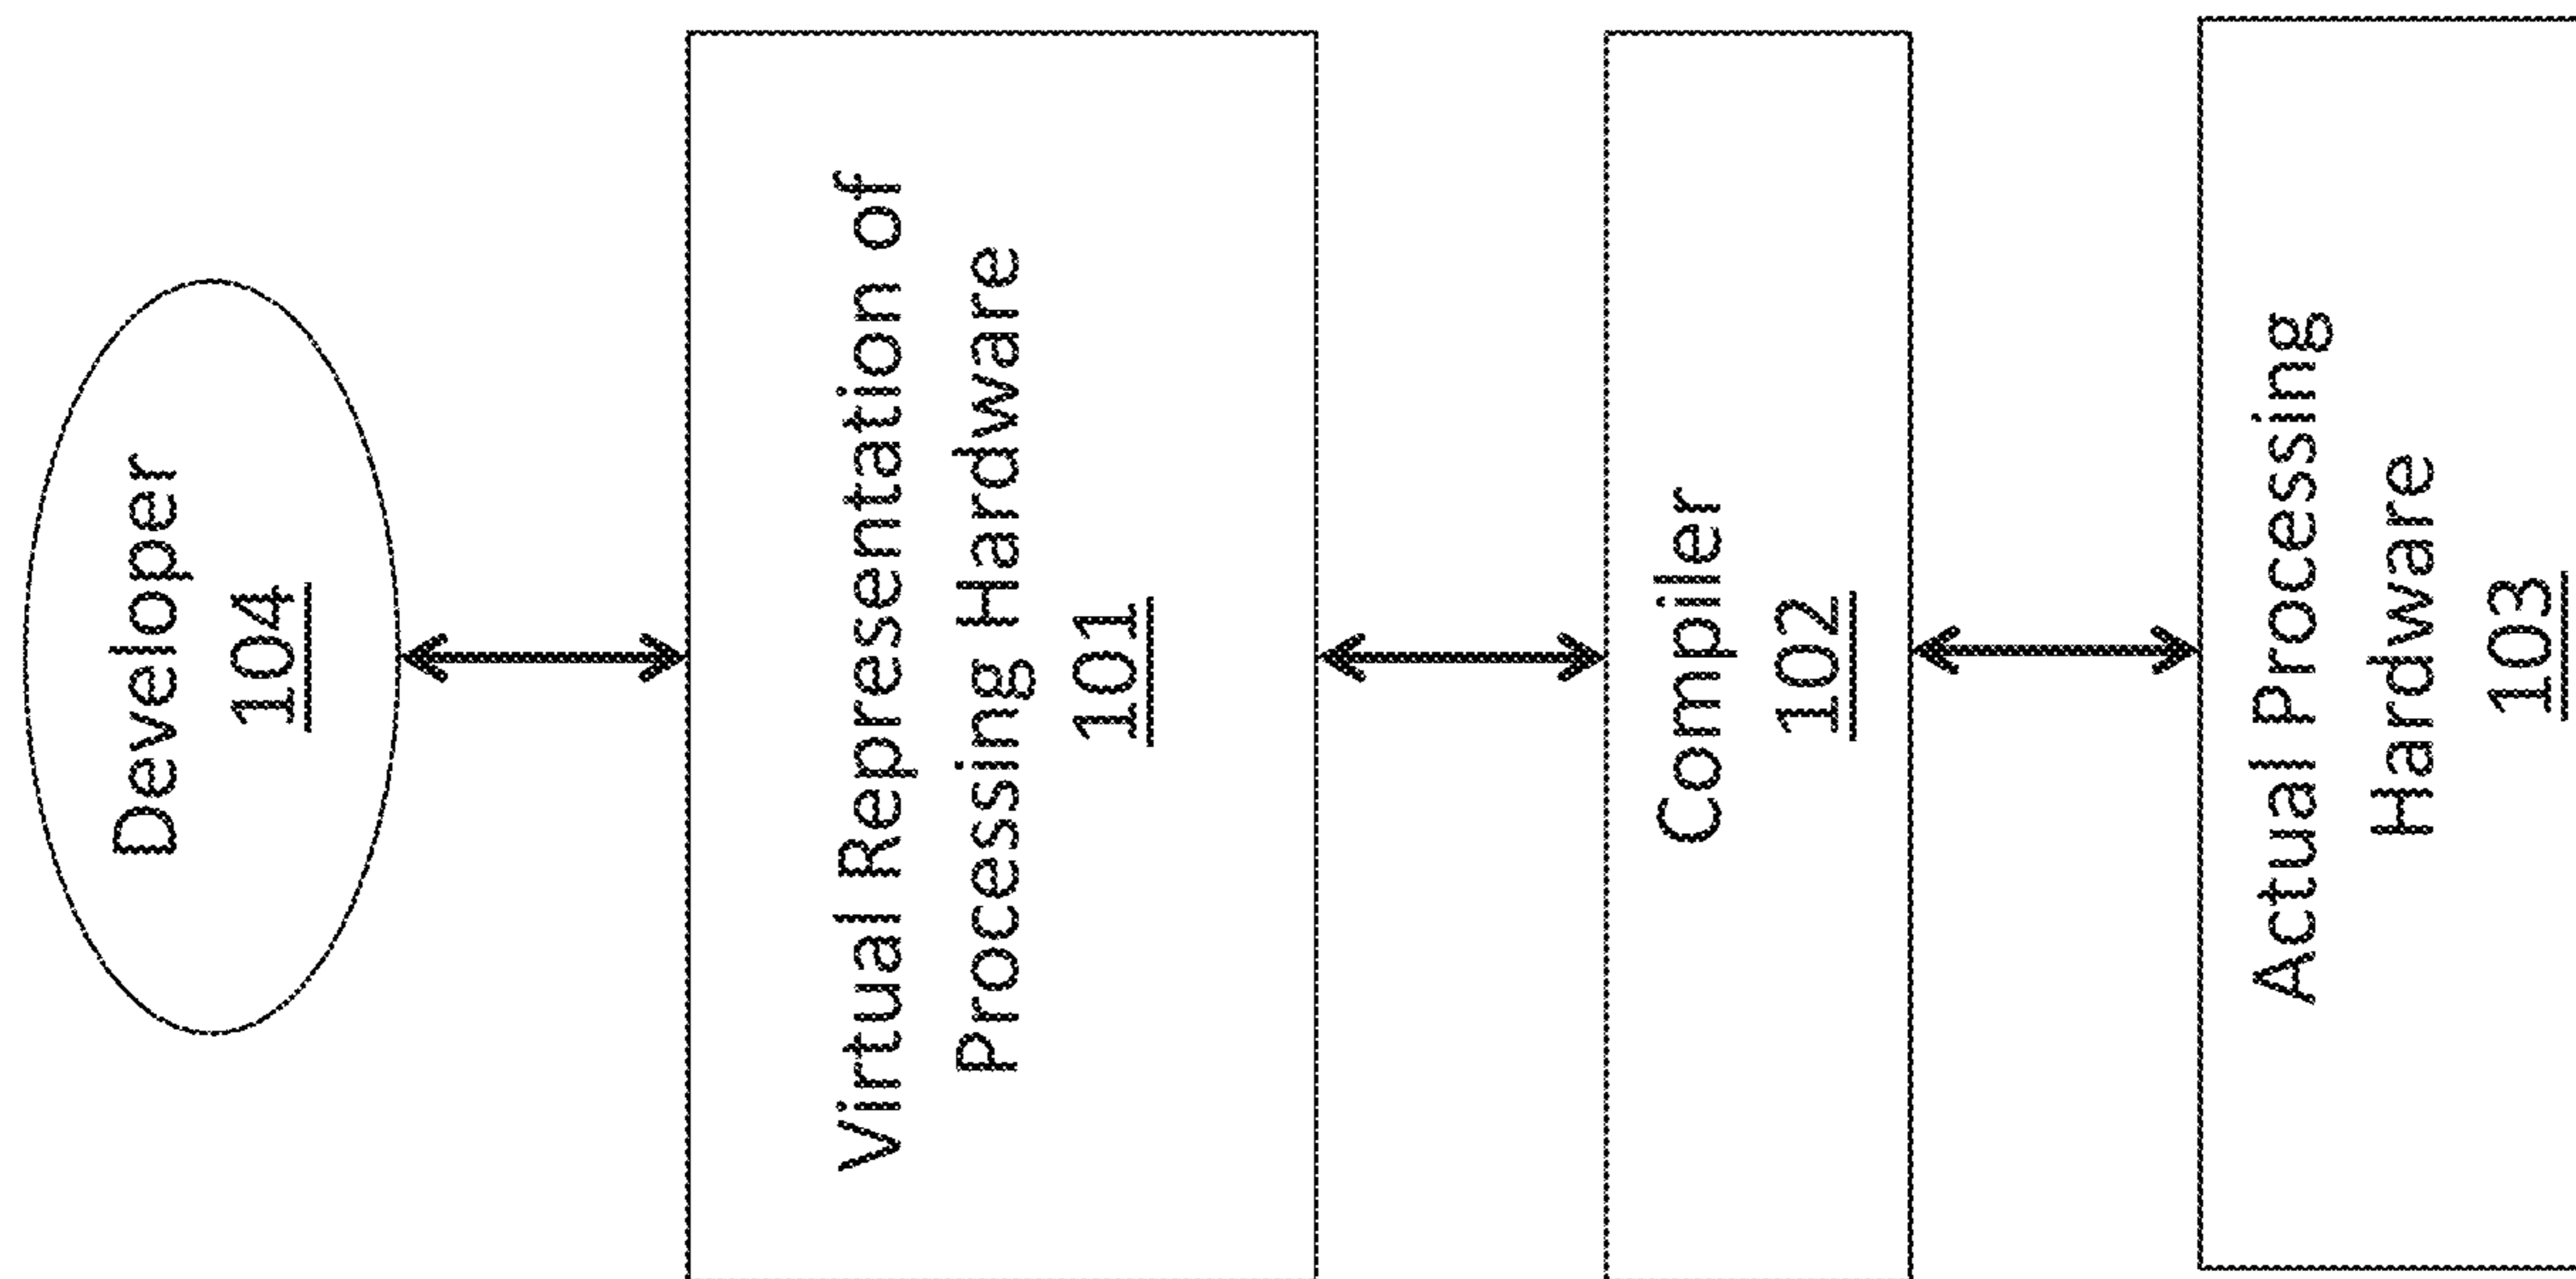 Developer
104
Virtual Representation of
Processing Hardware
101
Compiler
102
Actual Processing
Hardware
103